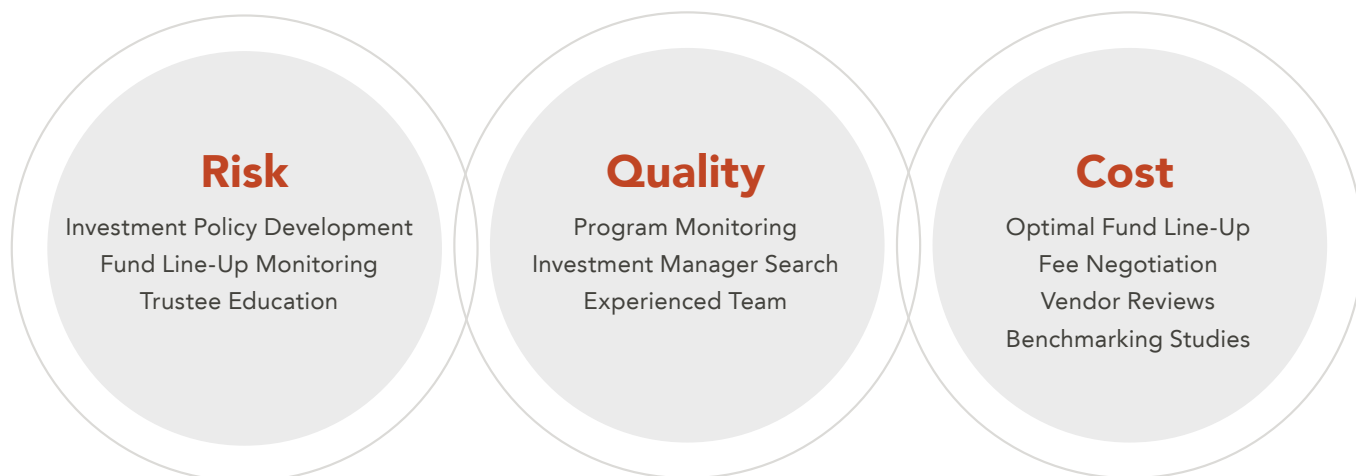 Risk
Investment Policy Development
Fund Line-Up Monitoring
Trustee Education
Quality
Program Monitoring
Investment Manager Search
Experienced Team
Cost
Optimal Fund Line-Up
Fee Negotiation
Vendor Reviews
Benchmarking Studies